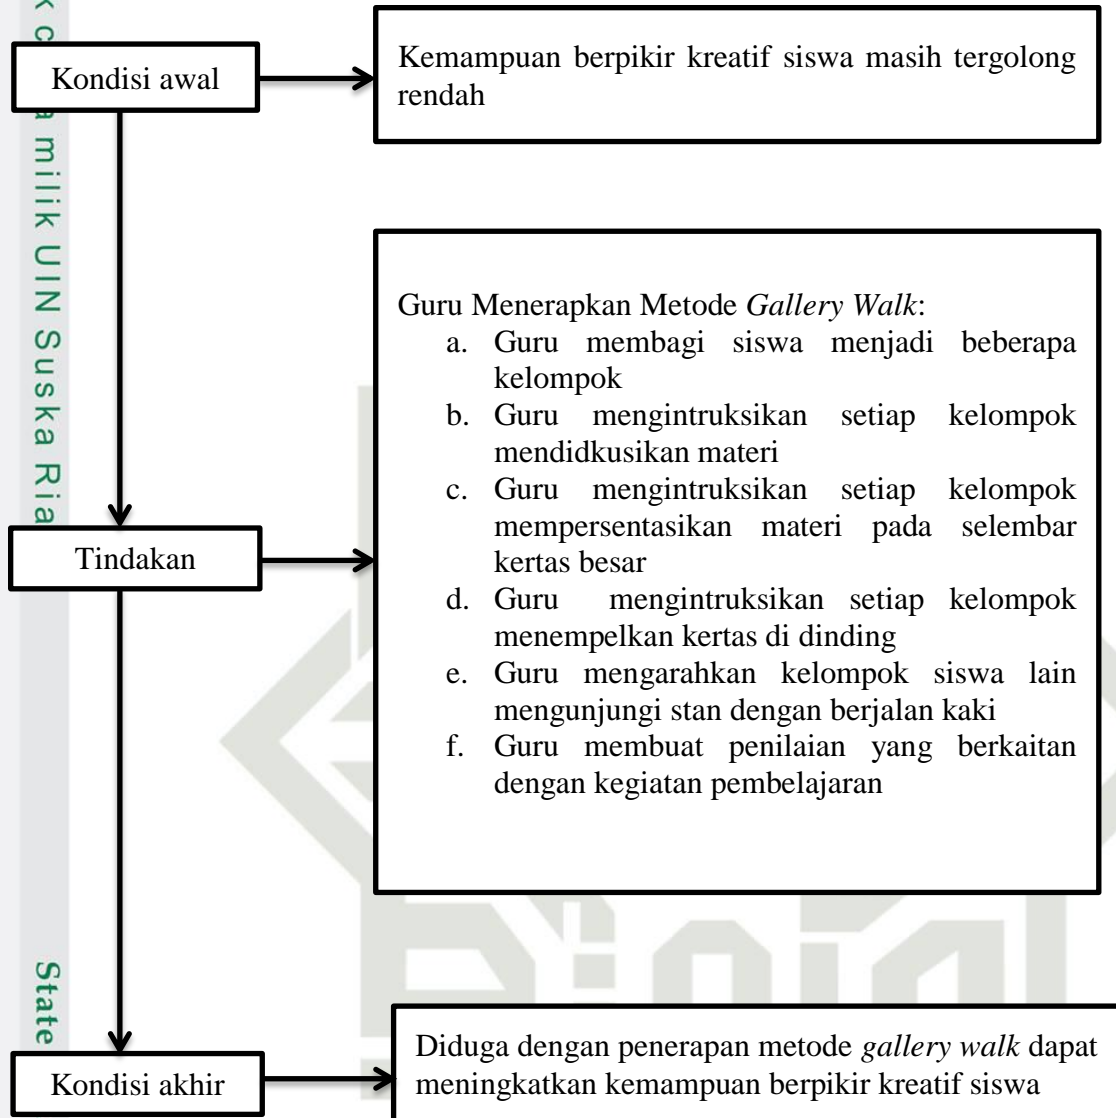 Kondisi awal
Kemampuan berpikir kreatif siswa masih tergolong
rendah
Guru Menerapkan Metode Gallery Walk:
a. Guru membagi siswa menjadi beberapa
kelompok
b. Guru mengintruksikan setiap kelompok
mendidkusikan materi
c. Guru mengintruksikan setiap kelompok
mempersentasikan materi pada selembar
kertas besar
d. Guru mengintruksikan setiap kelompok
menempelkan kertas di dinding
e. Guru mengarahkan kelompok siswa lain
mengunjungi stan dengan berjalan kaki
f. Guru membuat penilaian yang berkaitan
dengan kegiatan pembelajaran
Tindakan
Kondisi akhir
Diduga dengan penerapan metode gallery walk dapat
meningkatkan kemampuan berpikir kreatif siswa
milik UIN Suska
State